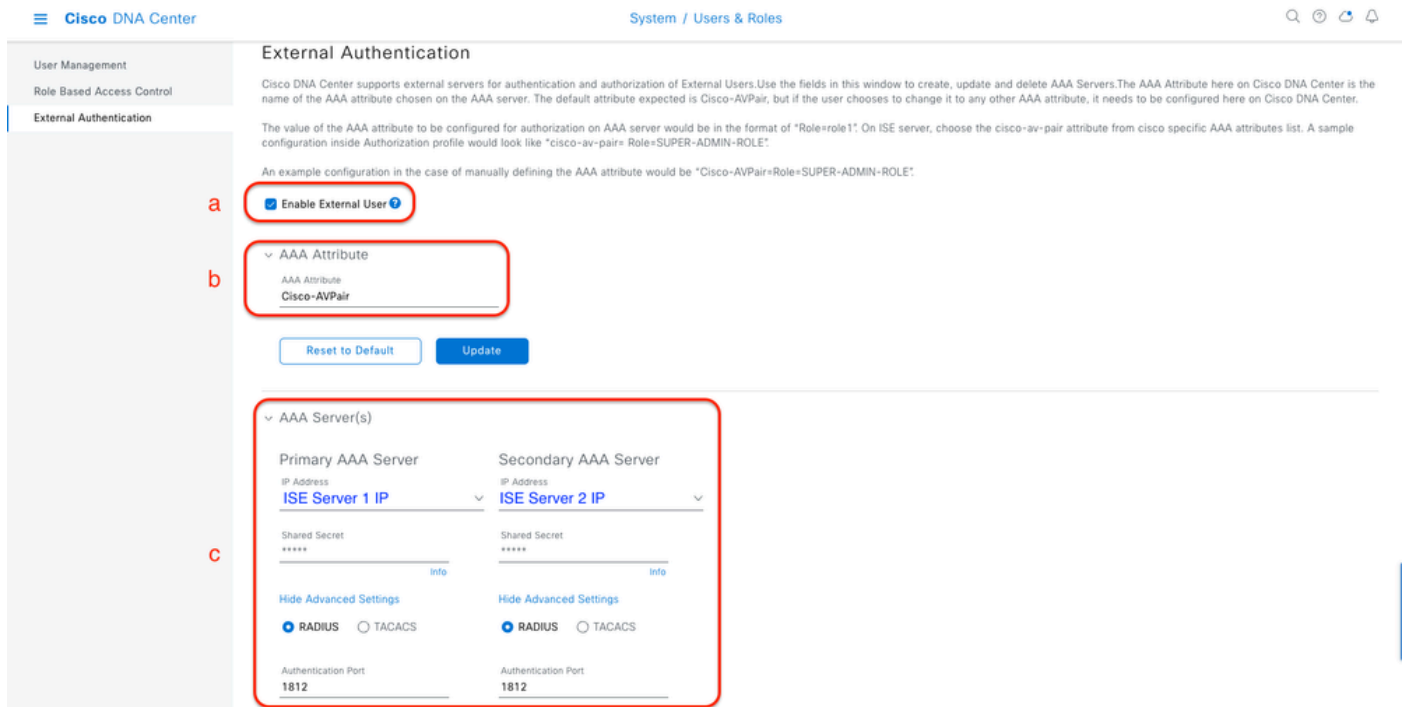 Cisco DNA Center
System / Users & Roles
User Management
Role Based Access Control
External Authentication
External Authentication
Cisco DNA Center supports external servers for authentication and authorization of External Users.Use the fields in this window to create, update and delete AAA Servers.The AAA Attribute here on Cisco DNA Center is the
name of the AAA attribute chosen on the AAA server. The default attribute expected is Cisco-AVPair, but if the user chooses to change it to any other AAA attribute, it needs to be configured here on Cisco DNA Center.
The value of the AAA attribute to be configured for authorization on AAA server would be in the format of "Role=role1". On ISE server, choose the cisco-av-pair attribute from cisco specific AAA attributes list. A sample
configuration inside Authorization profile would look like "cisco-av-pair= Role=SUPER-ADMIN-ROLE".
An example configuration in the case of manually defining the AAA attribute would be "Cisco-AVPair=Role=SUPER-ADMIN-ROLE".
a
Enable External User ?
b
AAA Attribute
AAA Attribute
Cisco-AVPair
Reset to Default Update
c
AAA Server(s)
Primary AAA Server Secondary AAA Server
IP Address IP Address
ISE Server 1 IP ISE Server 2 IP
Shared Secret Shared Secret
***** *****
Info Info
Hide Advanced Settings Hide Advanced Settings
RADIUS TACACS RADIUS TACACS
Authentication Port Authentication Port
1812 1812